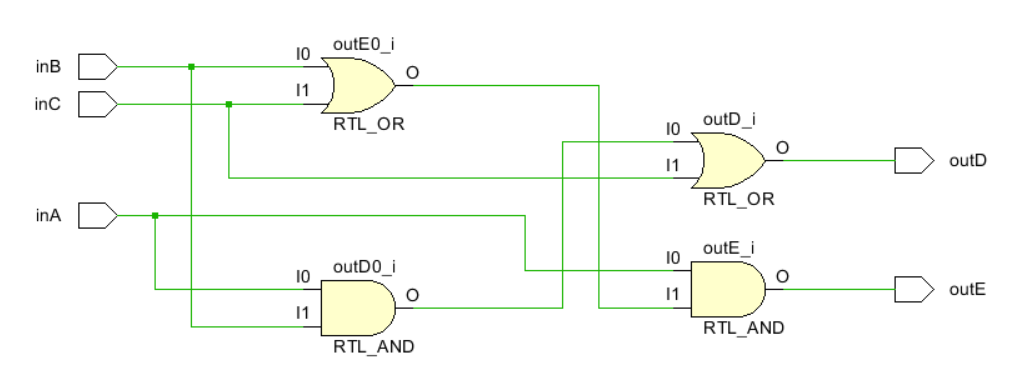 outE0_i
inB
I0
O
inC
I1
RTL_OR
outD_i
I0
O
outD
I1
RTL_OR
inA
outE_i
I0
O
outE
I1
RTL_AND
outD0_i
I0
O
I1
RTL_AND